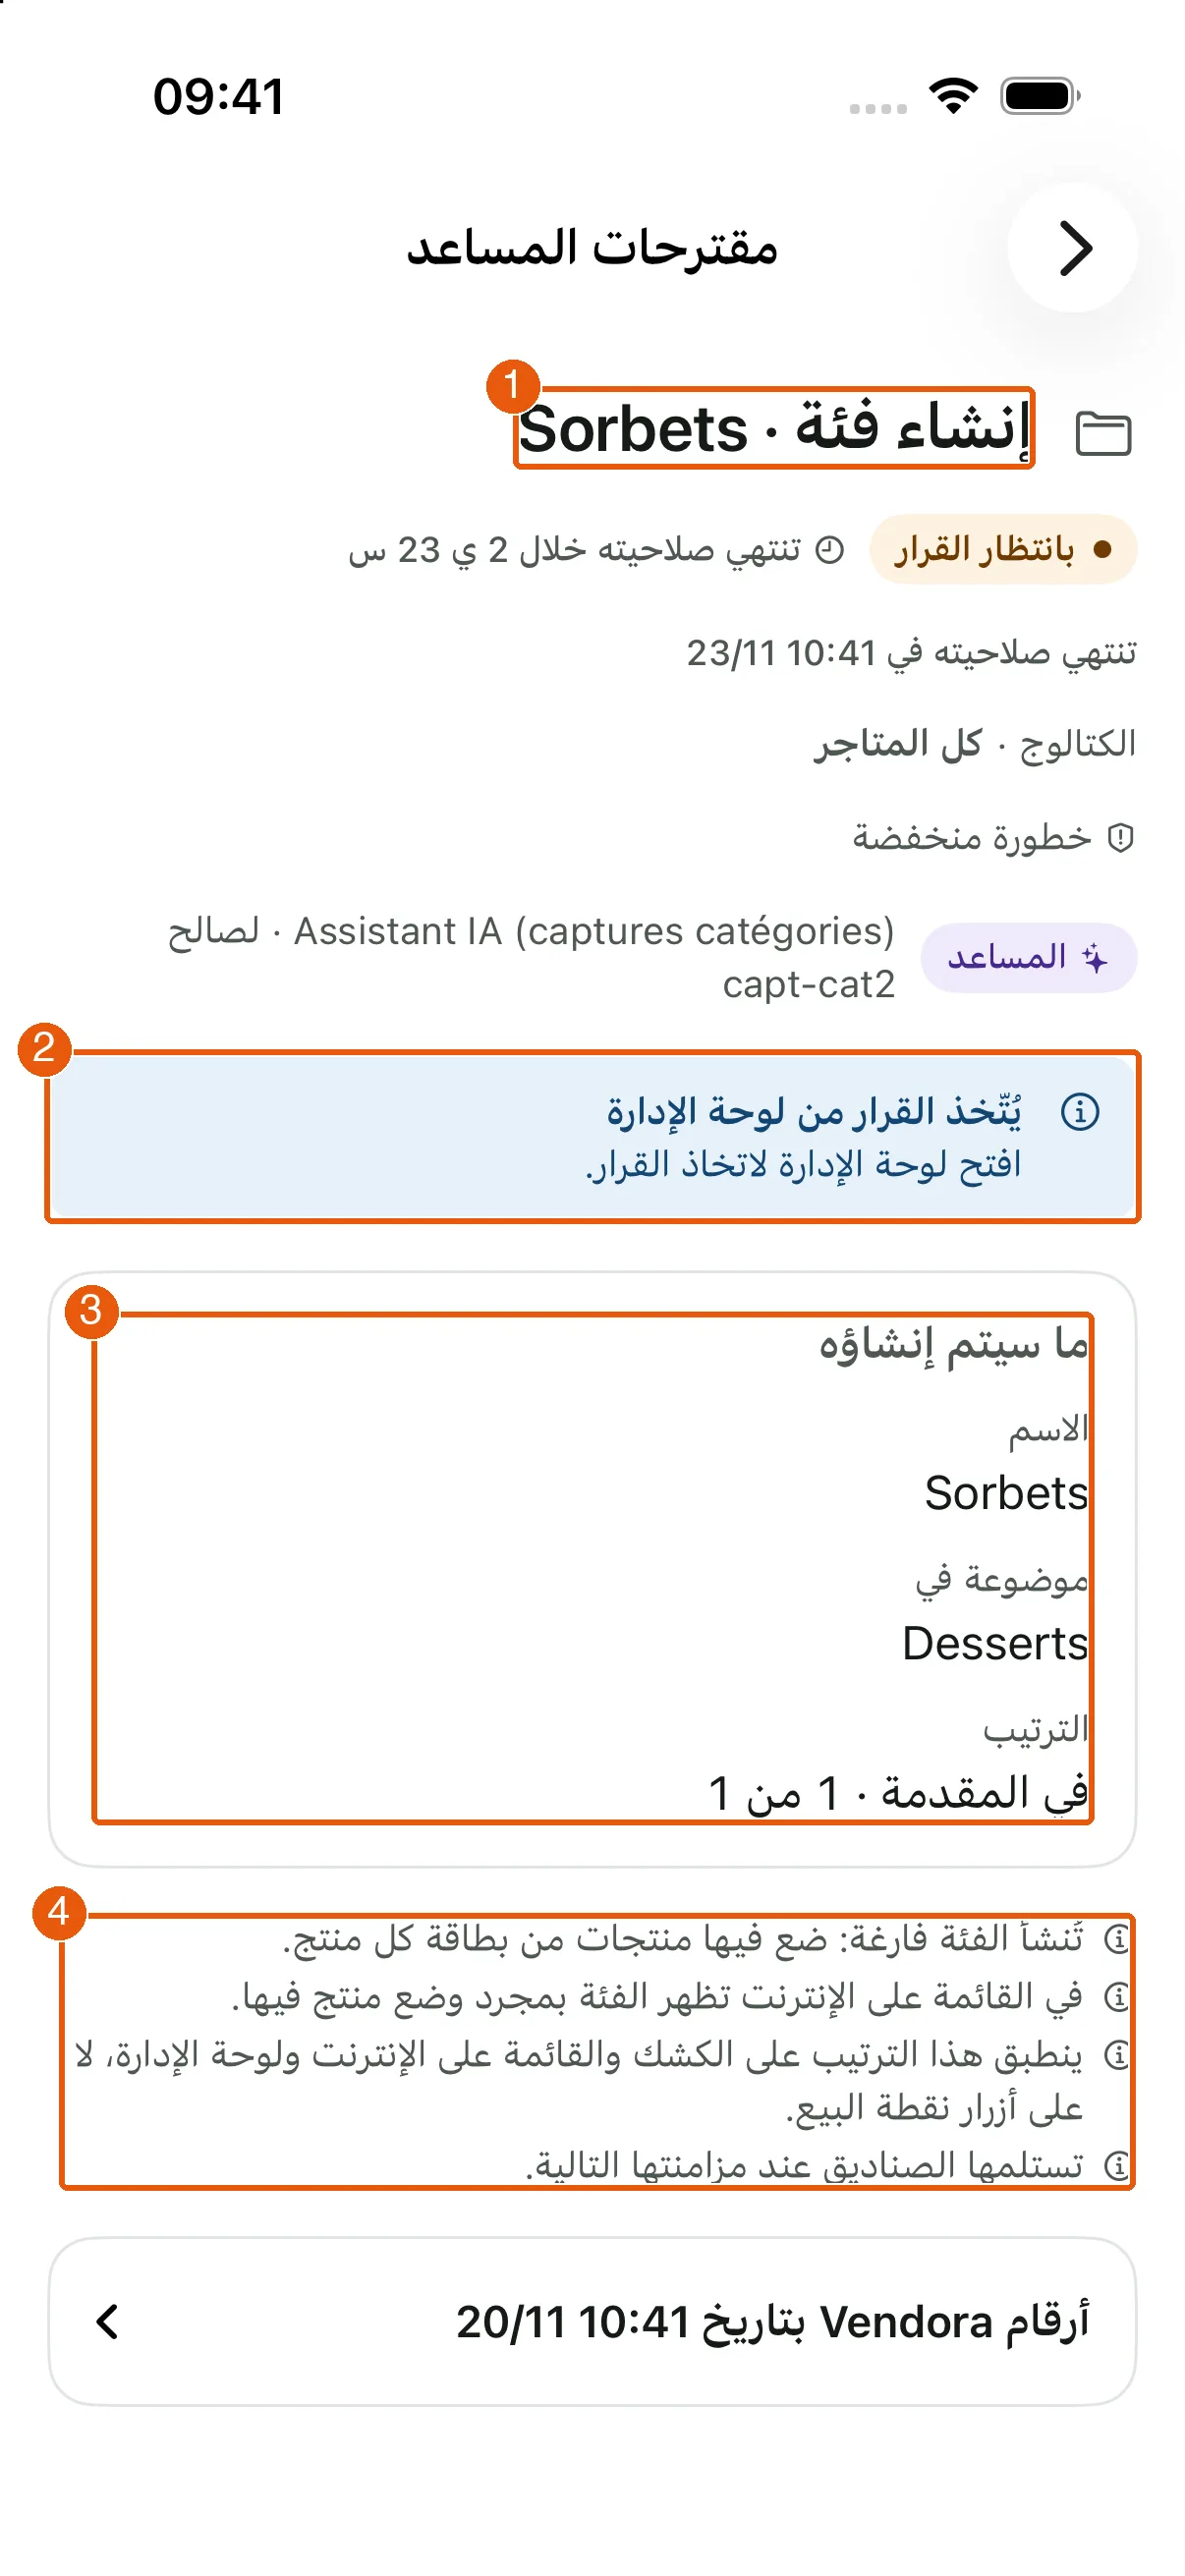 09:41
مقترحات المساعد
1
إنشاء فئة · Sorbets
بانتظار القرار
تنتهي صلاحيته خلال 2 ي 23 س
تنتهي صلاحيته في 10:41 23/11
الكتالوج · كل المتاجر
خطورة منخفضة
المساعد
Assistant IA (captures catégories) · لصالح
capt-cat2
2
يُتّخذ القرار من لوحة الإدارة
افتح لوحة الإدارة لاتخاذ القرار.
3
ما سيتم إنشاؤه
الاسم
Sorbets
موضوعة في
Desserts
الترتيب
في المقدمة · 1 من 1
4
تُنشأ الفئة فارغة: ضع فيها منتجات من بطاقة كل منتج.
في القائمة على الإنترنت تظهر الفئة بمجرد وضع منتج فيها.
ينطبق هذا الترتيب على الكشك والقائمة على الإنترنت ولوحة الإدارة، لا
على أزرار نقطة البيع.
تستلمها الصناديق عند مزامنتها التالية.
أرقام Vendora بتاريخ 10:41 20/11